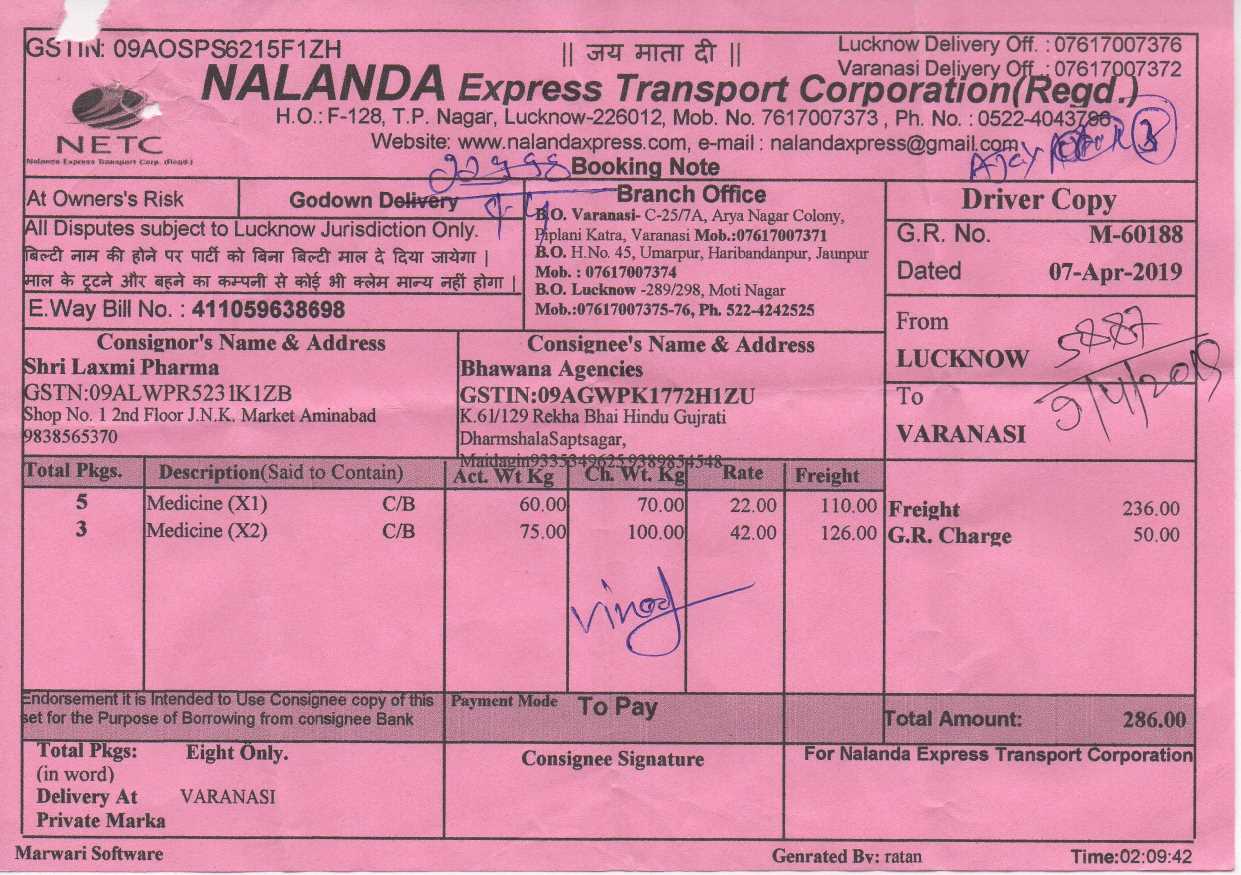 GSTIN: 09AOSPS6215F1ZH
|| जय माता दी ||
Lucknow Delivery Off. : 07617007376
Varanasi Deliyery Off. : 07617007372
NALANDA Express Transport Corporation(Regd.)
NETC
Nalanda Express Transport Corp. (Regd.)
H.O.: F-128, T.P. Nagar, Lucknow-226012, Mob. No. 7617007373 , Ph. No. : 0522-4043796
Website: www.nalandaxpress.com, e-mail : nalandaxpress@gmail.com
Ajay
Booking Note
At Owners's Risk
Godown Delivery
All Disputes subject to Lucknow Jurisdiction Only.
बिल्टी नाम की होने पर पार्टी को बिना बिल्टी माल दे दिया जायेगा |
माल के टूटने और बहने का कम्पनी से कोई भी क्लेम मान्य नहीं होगा |
E.Way Bill No. : 411059638698
Branch Office
B.O. Varanasi- C-25/7A, Arya Nagar Colony,
Piplani Katra, Varanasi Mob.:07617007371
B.O. H.No. 45, Umarpur, Haribandanpur, Jaunpur
Mob. : 07617007374
B.O. Lucknow -289/298, Moti Nagar
Mob.:07617007375-76, Ph. 522-4242525
Driver Copy
G.R. No. M-60188
Dated 07-Apr-2019
From
LUCKNOW
5887
9/4/2019
To
VARANASI
Consignor's Name & Address
Shri Laxmi Pharma
GSTN:09ALWPR5231K1ZB
Shop No. 1 2nd Floor J.N.K. Market Aminabad
9838565370
Consignee's Name & Address
Bhawana Agencies
GSTIN:09AGWPK1772H1ZU
K.61/129 Rekha Bhai Hindu Gujrati
DharmshalaSaptsagar,
Maidagin9335349625,9389854548
Total Pkgs. Description(Said to Contain) Act. Wt Kg Ch. Wt. Kg Rate Freight
5 Medicine (X1) C/B 60.00 70.00 22.00 110.00
3 Medicine (X2) C/B 75.00 100.00 42.00 126.00
Freight 236.00
G.R. Charge 50.00
Vinod
Endorsement it is Intended to Use Consignee copy of this
set for the Purpose of Borrowing from consignee Bank
Payment Mode To Pay
Total Amount: 286.00
Total Pkgs: Eight Only.
(in word)
Delivery At VARANASI
Private Marka
Consignee Signature
For Nalanda Express Transport Corporation
Marwari Software
Genrated By: ratan
Time:02:09:42